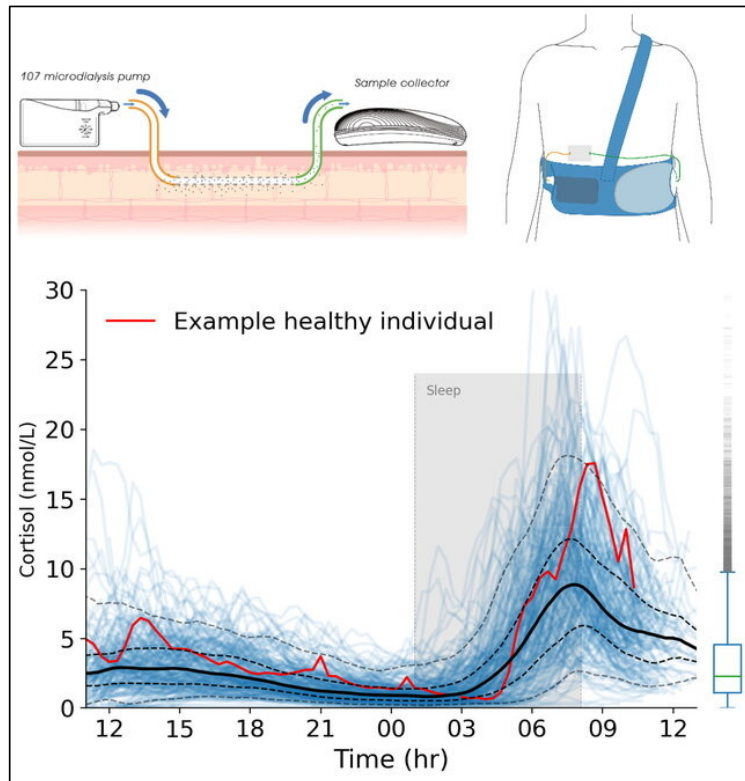 107 microdialysis pump
Sample collector
30
25
20
15
10
5
0
Example healthy individual
Sleep
Cortisol (nmol/L)
12 15 18 21 00 03 06 09 12
Time (hr)